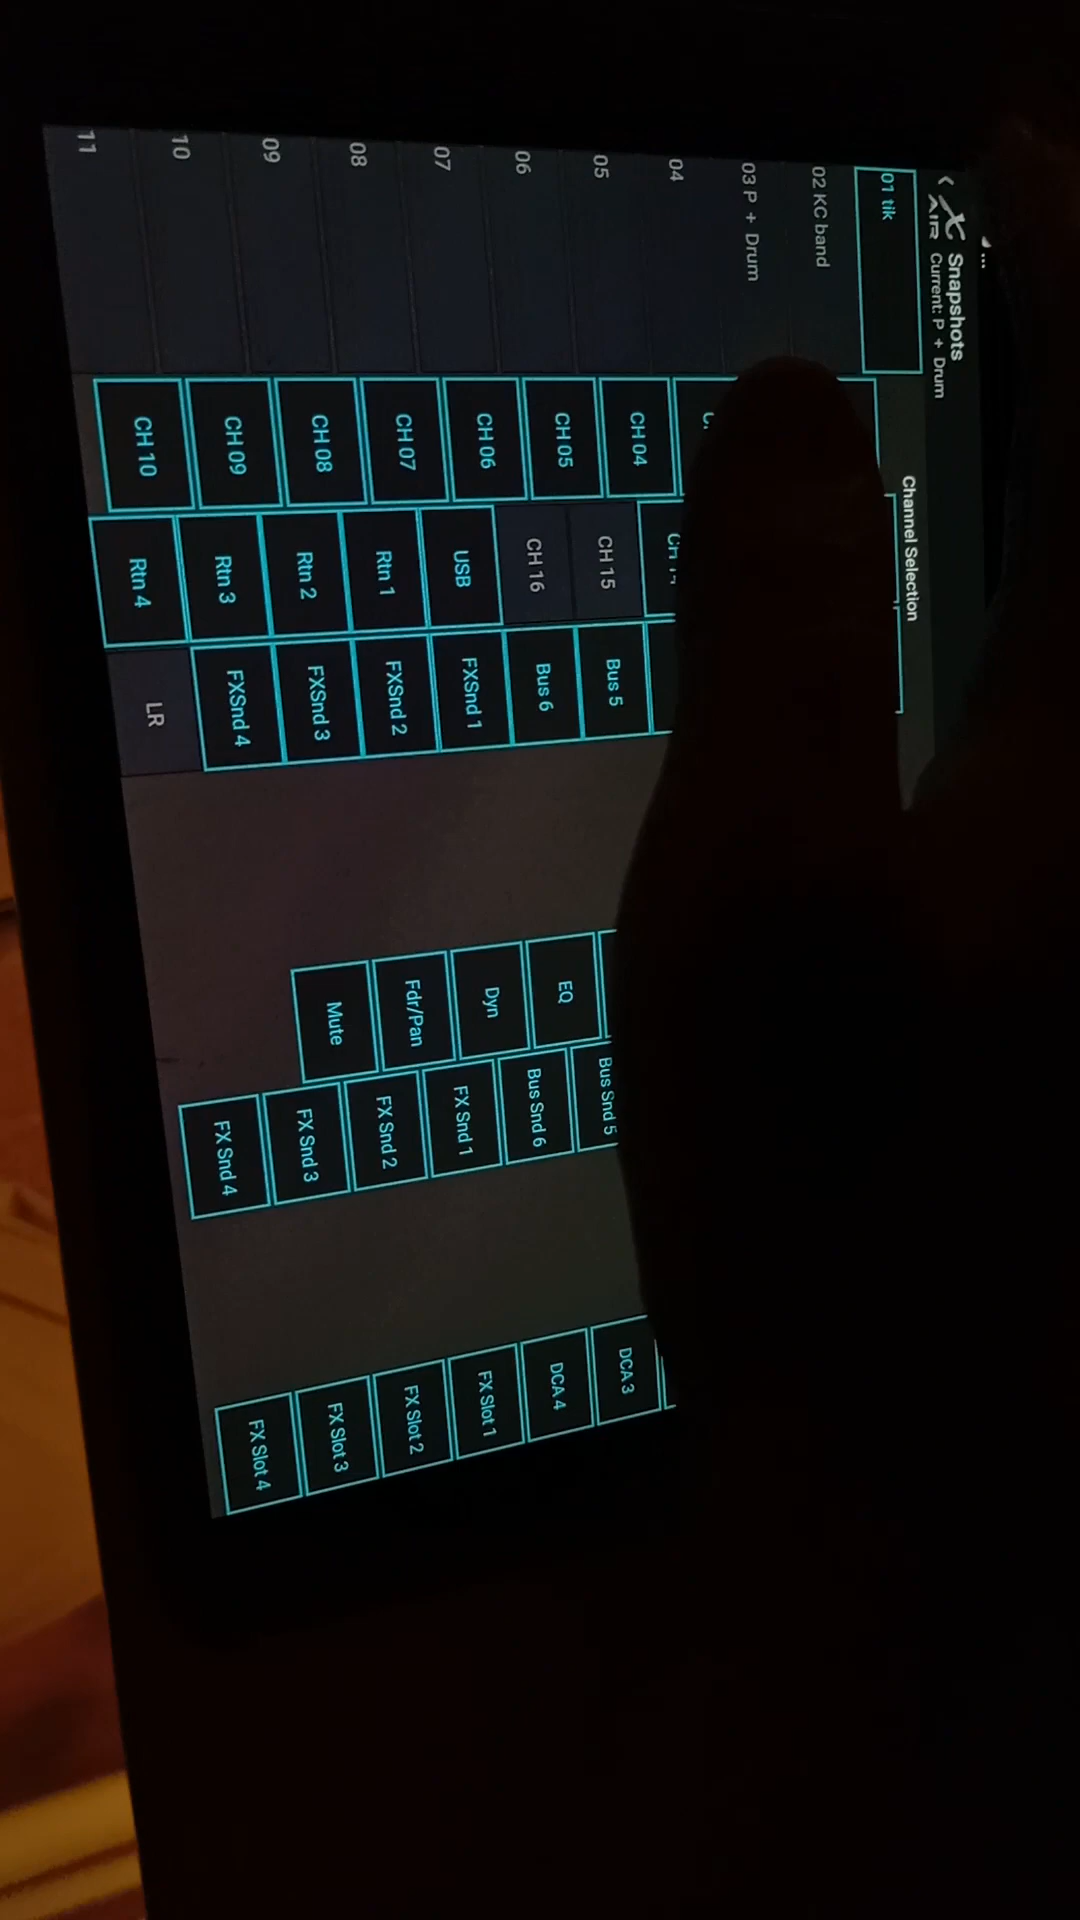 Snapshots
X AIR Current: P + Drum
Channel Selection
01 tik
02 KC band
03 P + Drum
04
05
06
07
08
09
10
11
CH 04
CH 05
CH 06
CH 07
CH 08
CH 09
CH 10
CH 15
CH 16
USB
Rtn 1
Rtn 2
Rtn 3
Rtn 4
Bus 5
Bus 6
FXSnd 1
FXSnd 2
FXSnd 3
FXSnd 4
LR
EQ
Dyn
Fdr/Pan
Mute
Bus Snd 5
Bus Snd 6
FX Snd 1
FX Snd 2
FX Snd 3
FX Snd 4
DCA 3
DCA 4
FX Slot 1
FX Slot 2
FX Slot 3
FX Slot 4